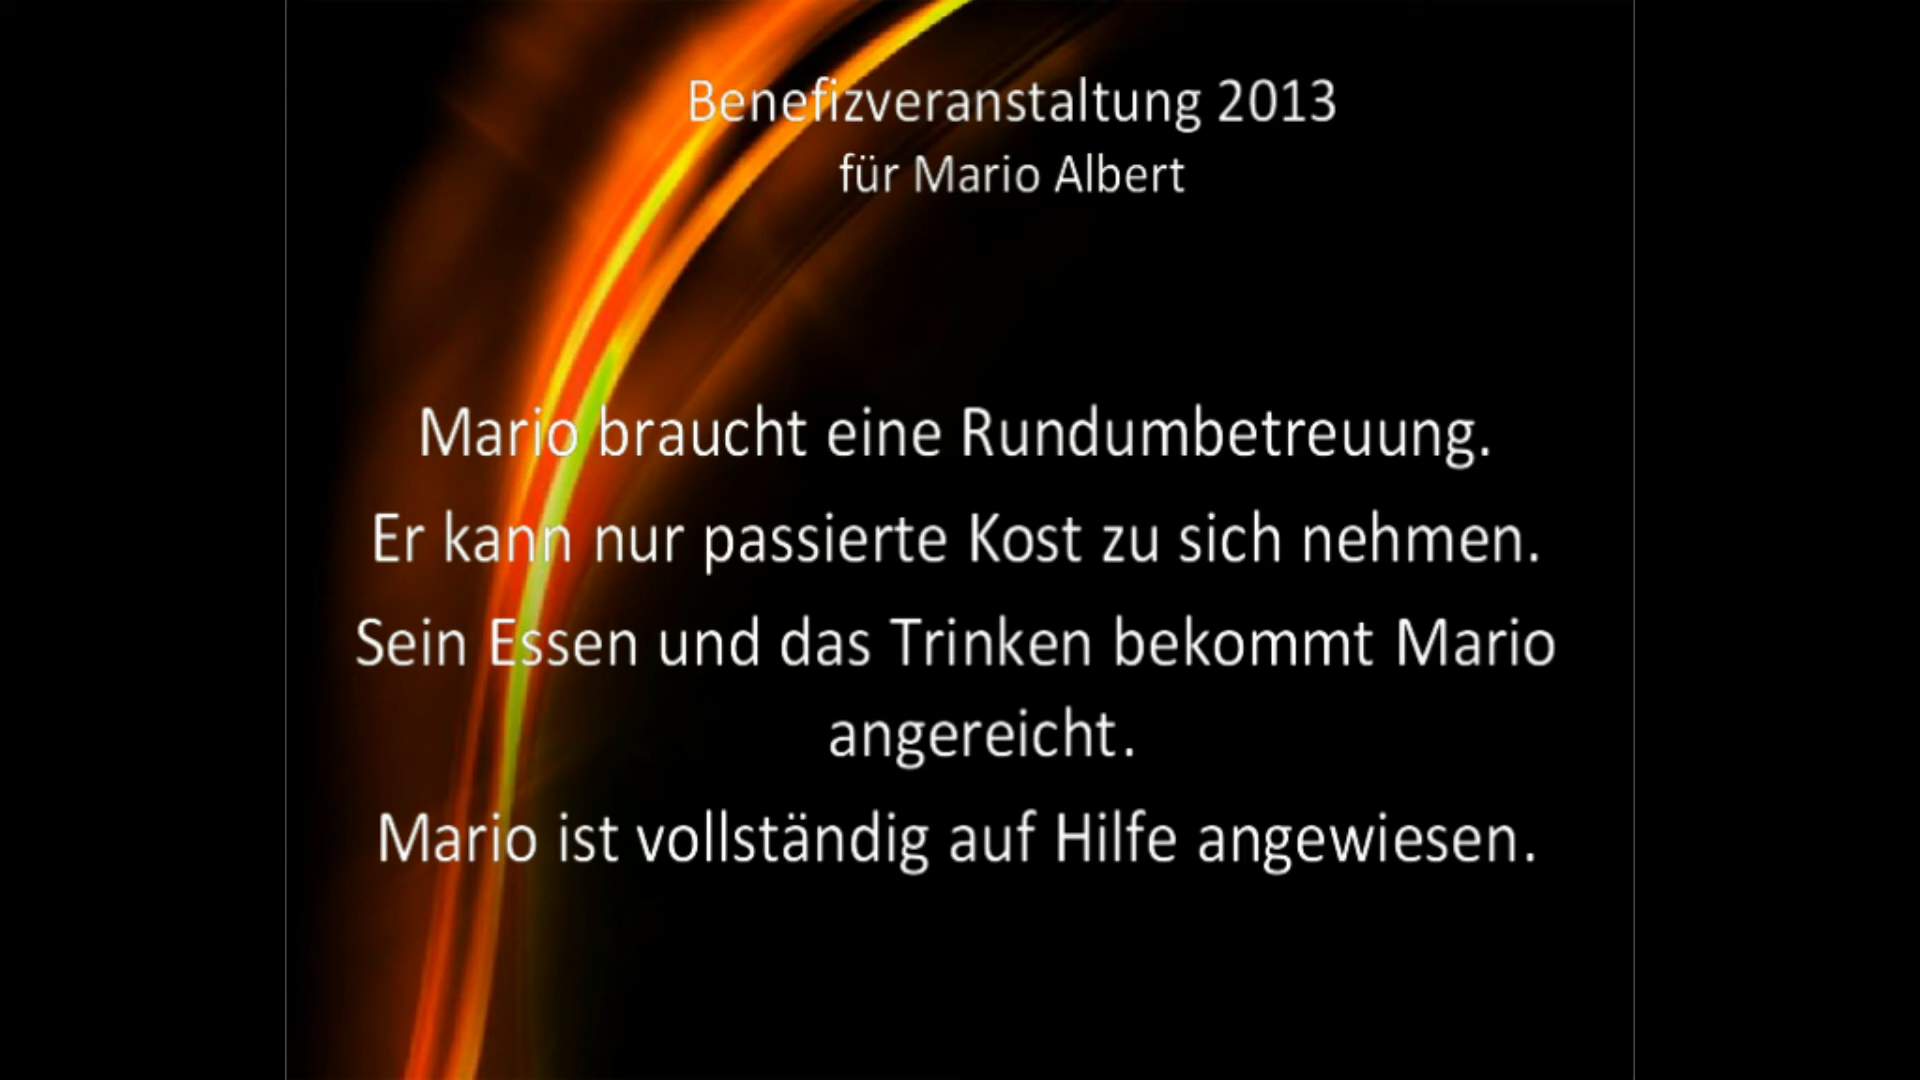 Benefizveranstaltung 2013
für Mario Albert
Mario braucht eine Rundumbetreuung.
Er kann nur passierte Kost zu sich nehmen.
Sein Essen und das Trinken bekommt Mario
angereicht.
Mario ist vollständig auf Hilfe angewiesen.